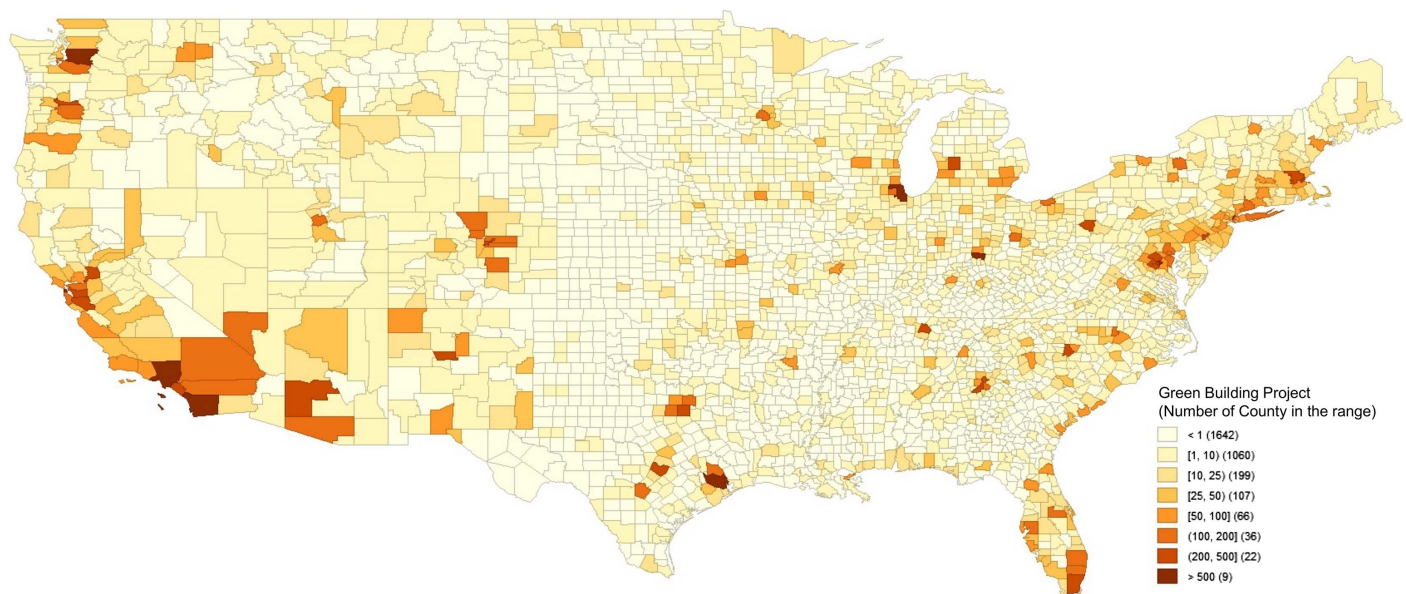 Green Building Project
(Number of County in the range)
< 1 (1642)
[1, 10) (1060)
[10, 25) (199)
[25, 50) (107)
[50, 100] (66)
(100, 200] (36)
(200, 500] (22)
> 500 (9)